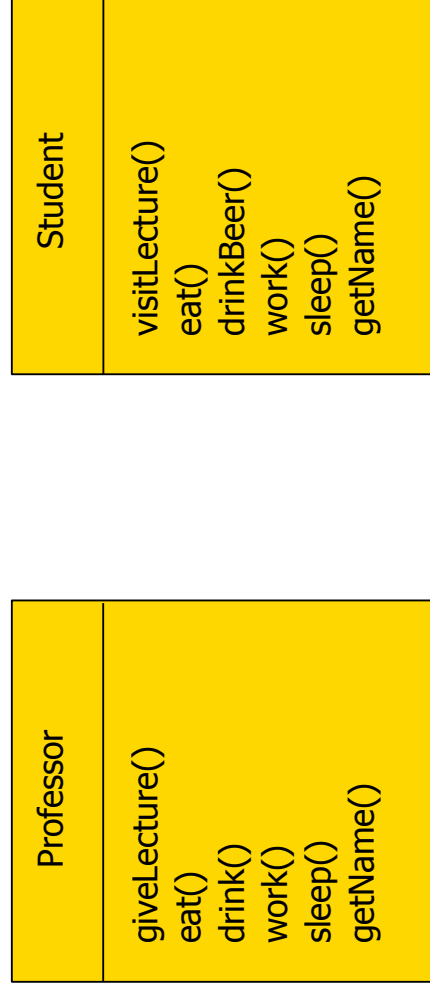 Professor
giveLecture()
eat()
drink()
work()
sleep()
getName()
Student
visitLecture()
eat()
drinkBeer()
work()
sleep()
getName()